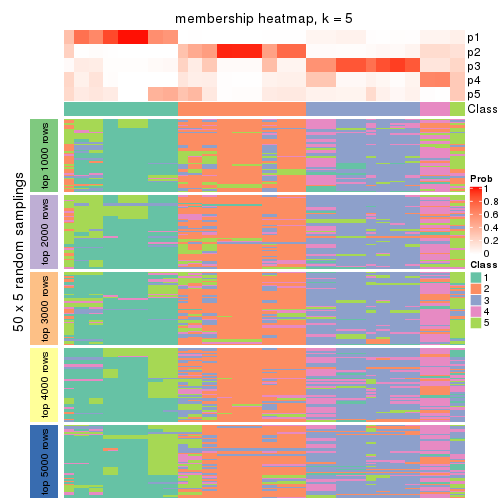 membership heatmap, k = 5
p1
p2
p3
p4
p5
Class
50 x 5 random samplings
top 1000 rows
top 2000 rows
top 3000 rows
top 4000 rows
top 5000 rows
Prob
1
0.8
0.6
0.4
0.2
0
Class
1
2
3
4
5